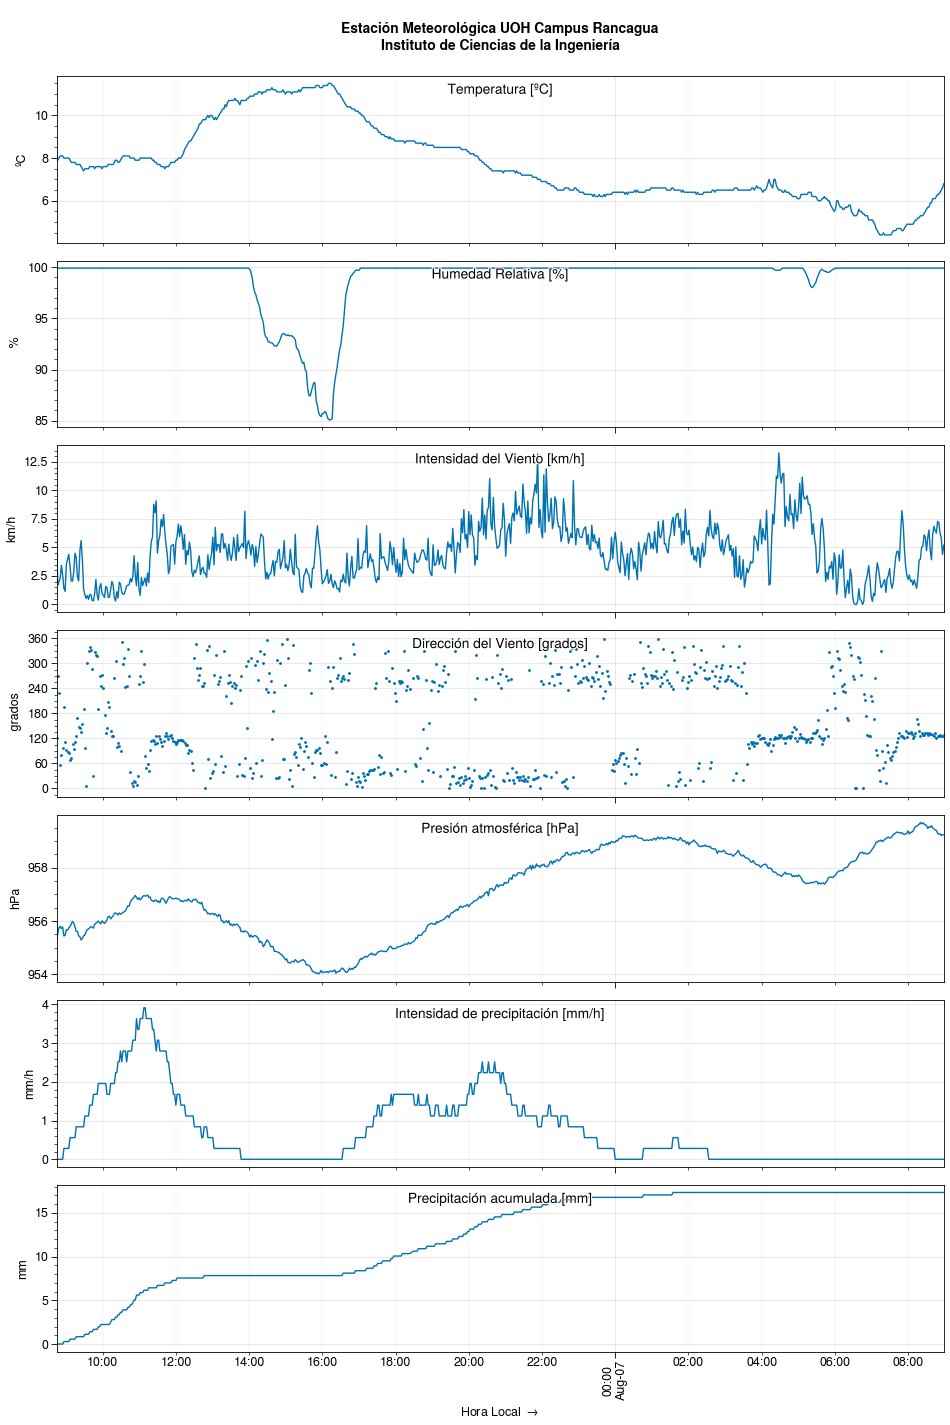 Estación Meteorológica UOH Campus Rancagua
Instituto de Ciencias de la Ingeniería
Temperatura [ºC]
10
8
6
ºC
Humedad Relativa [%]
100
95
90
85
%
Intensidad del Viento [km/h]
12.5
10
7.5
5
2.5
0
km/h
Dirección del Viento [grados]
360
300
240
180
120
60
0
grados
Presión atmosférica [hPa]
958
956
954
hPa
Intensidad de precipitación [mm/h]
4
3
2
1
0
mm/h
Precipitación acumulada [mm]
15
10
5
0
mm
10:00 12:00 14:00 16:00 18:00 20:00 22:00 00:00 02:00 04:00 06:00 08:00
Aug-07
Hora Local →